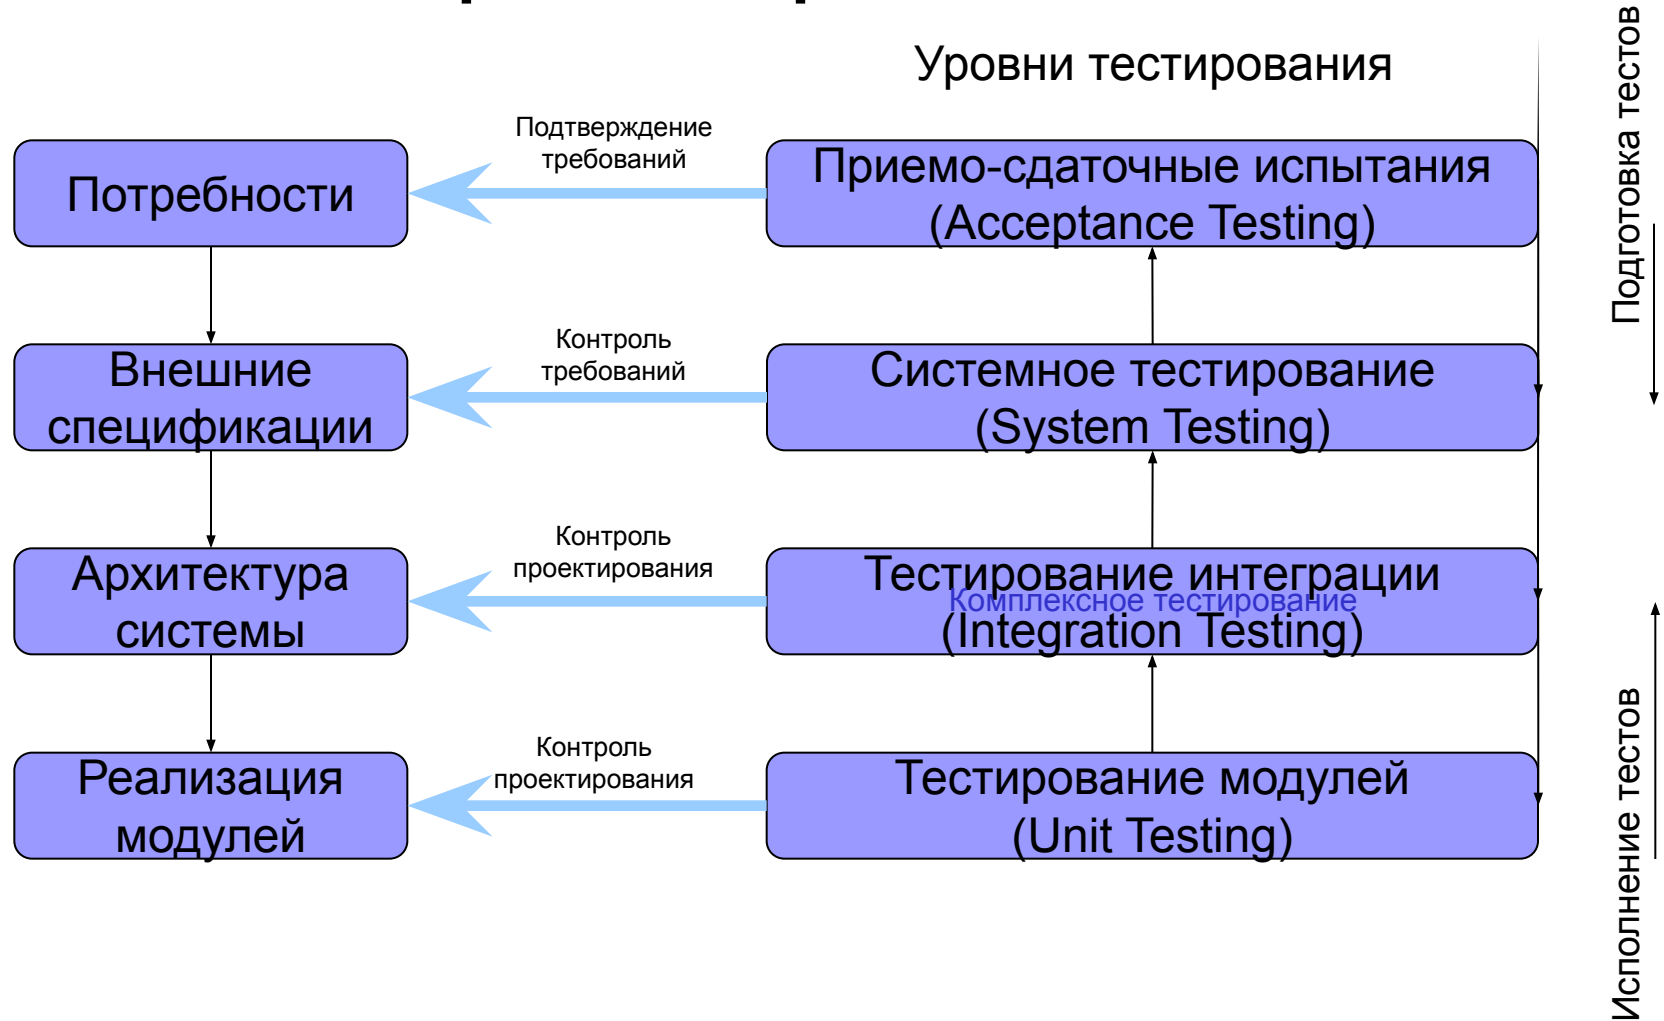 Уровни тестирования
Подтверждение
требований
Потребности
Приемо-сдаточные испытания
(Acceptance Testing)
Контроль
требований
Внешние
спецификации
Системное тестирование
(System Testing)
Контроль
проектирования
Архитектура
системы
Тестирование интеграции
Комплексное тестирование
(Integration Testing)
Контроль
проектирования
Реализация
модулей
Тестирование модулей
(Unit Testing)
Подготовка тестов
Исполнение тестов